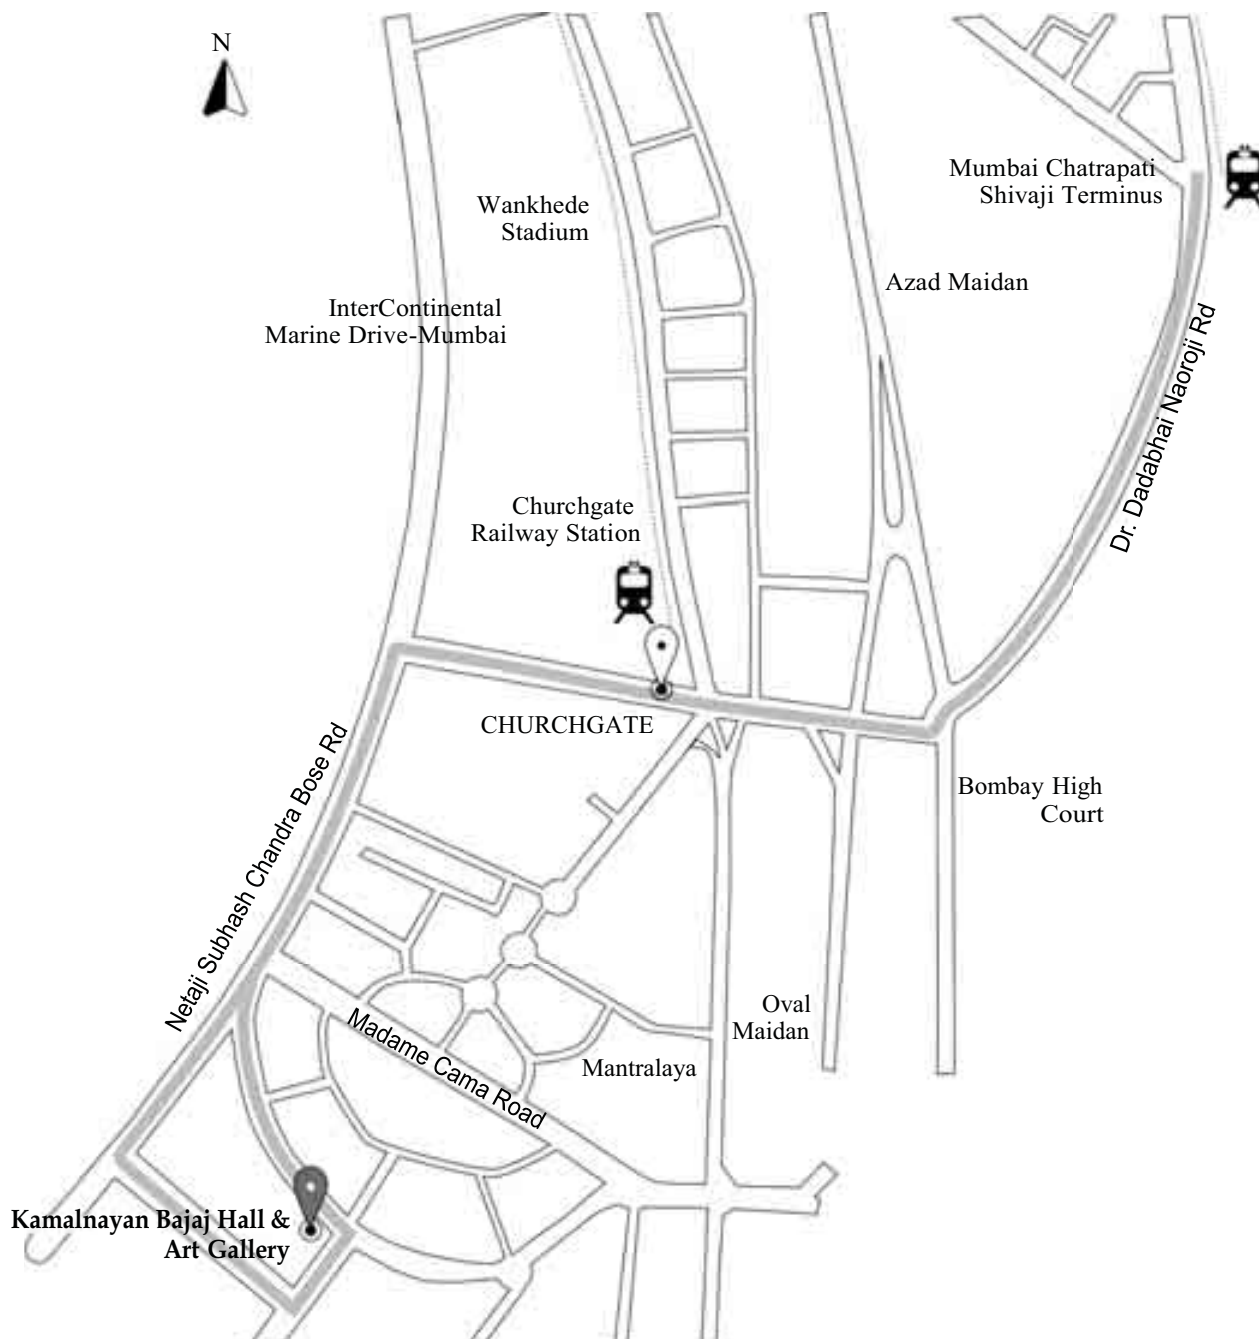 N
Mumbai Chatrapati
Shivaji Terminus
Wankhede
Stadium
Azad Maidan
InterContinental
Marine Drive-Mumbai
Dr. Dadabhai Naoroji Rd
Churchgate
Railway Station
CHURCHGATE
Netaji Subhash Chandra Bose Rd
Bombay High
Court
Oval
Maidan
Madame Cama Road
Mantralaya
Kamalnayan Bajaj Hall &
Art Gallery